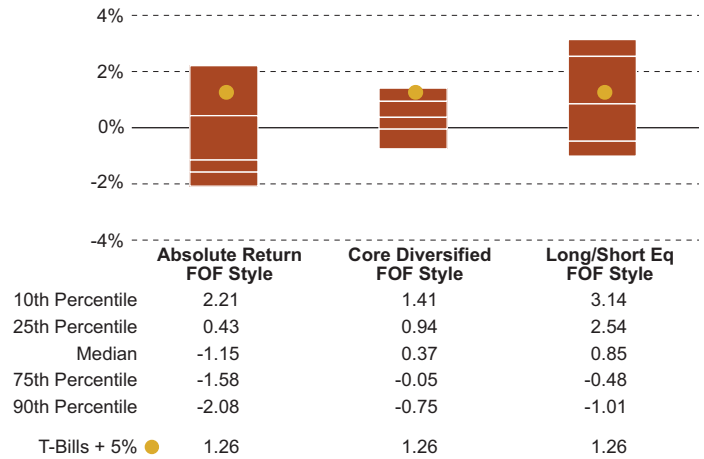 4%
2%
0%
-2%
-4%
Absolute Return Core Diversified Long/Short Eq
FOF Style FOF Style FOF Style
10th Percentile 2.21 1.41 3.14
25th Percentile 0.43 0.94 2.54
Median -1.15 0.37 0.85
75th Percentile -1.58 -0.05 -0.48
90th Percentile -2.08 -0.75 -1.01
T-Bills + 5% 1.26 1.26 1.26